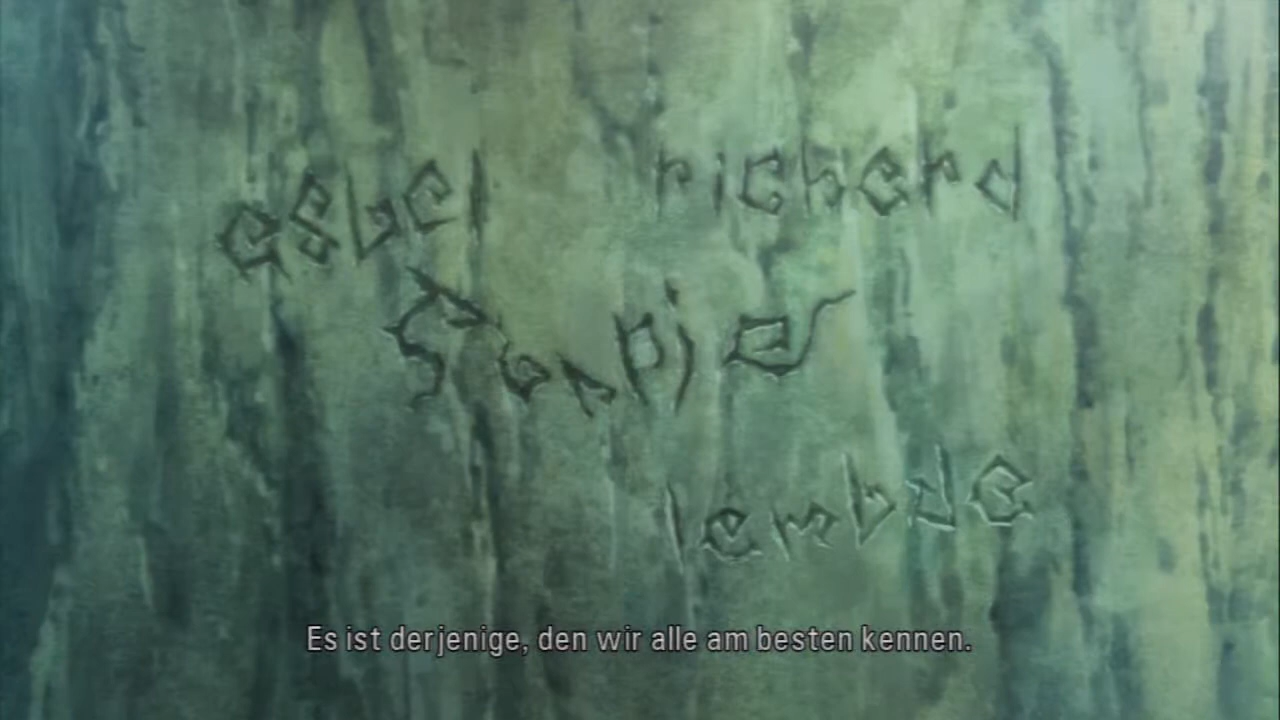 asbel richard
Sophie
lambda
Es ist derjenige, den wir alle am besten kennen.